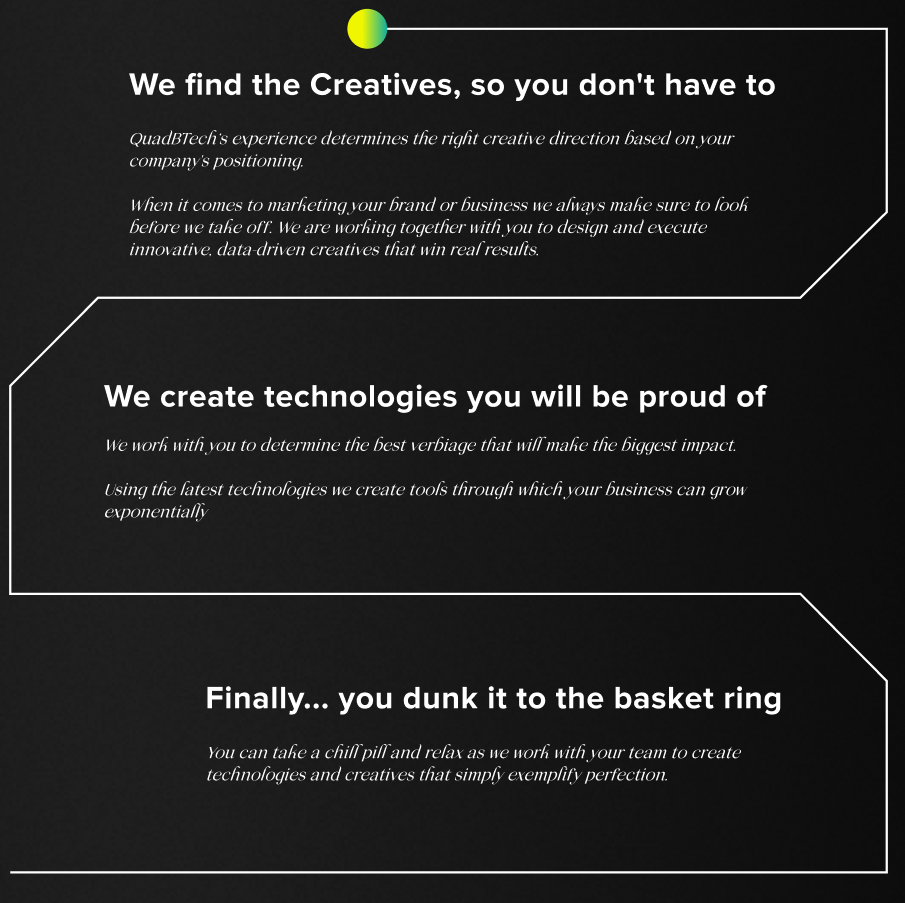 We find the Creatives, so you don't have to
QuadBTech's experience determines the right creative direction based on your
company's positioning.
When it comes to marketing your brand or business we always make sure to look
before we take off. We are working together with you to design and execute
innovative, data-driven creatives that win real results.
We create technologies you will be proud of
We work with you to determine the best verbiage that will make the biggest impact.
Using the latest technologies we create tools through which your business can grow
exponentially
Finally... you dunk it to the basket ring
You can take a chill pill and relax as we work with your team to create
technologies and creatives that simply exemplify perfection.